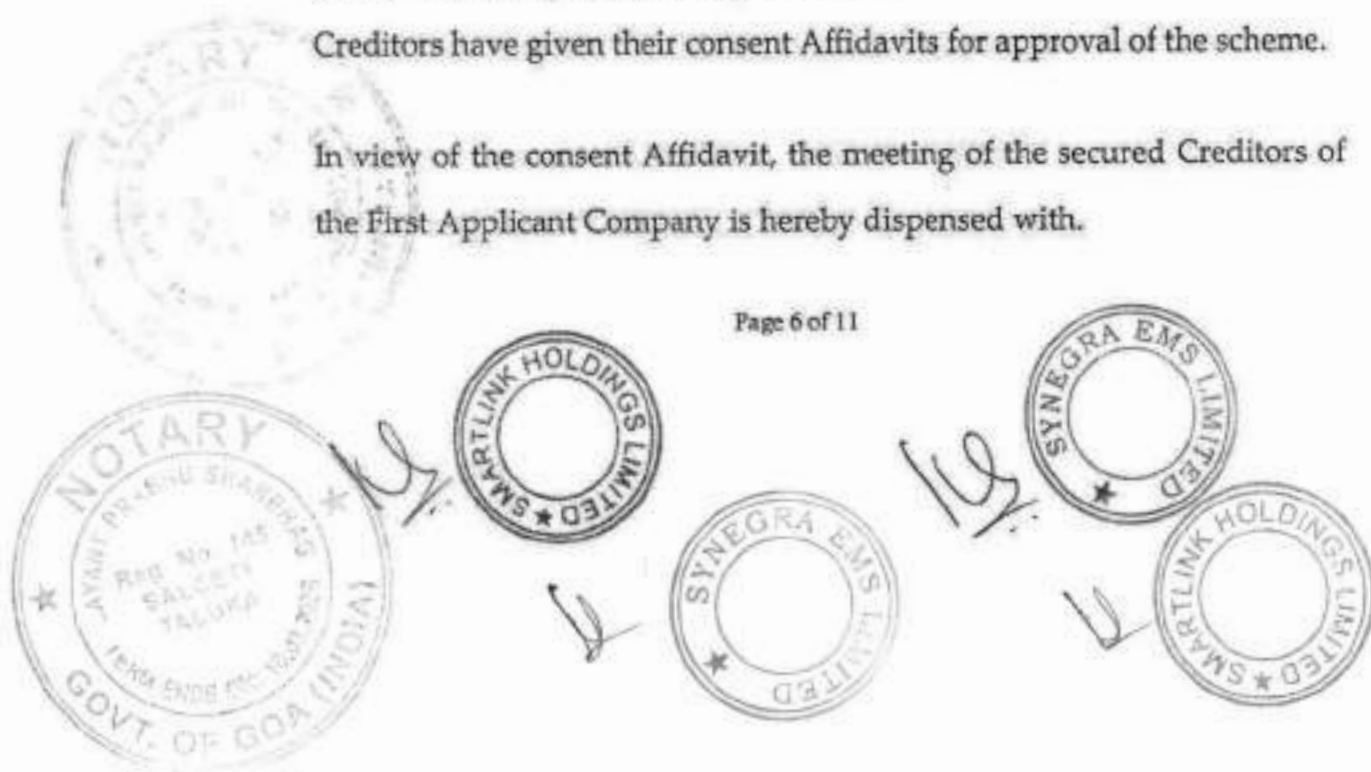 Creditors have given their consent Affidavits for approval of the scheme.
In view of the consent Affidavit, the meeting of the secured Creditors of
the First Applicant Company is hereby dispensed with.
Page 6 of 11
NOTARY
SMARTLINK HOLDINGS LIMITED ★
SYNEGRA EMS LIMITED ★
NOTARY
Reg. No. 145
SALCETE
TALUKA
GOVT. OF GOA (INDIA)
SYNEGRA EMS LIMITED ★
SMARTLINK HOLDINGS LIMITED ★